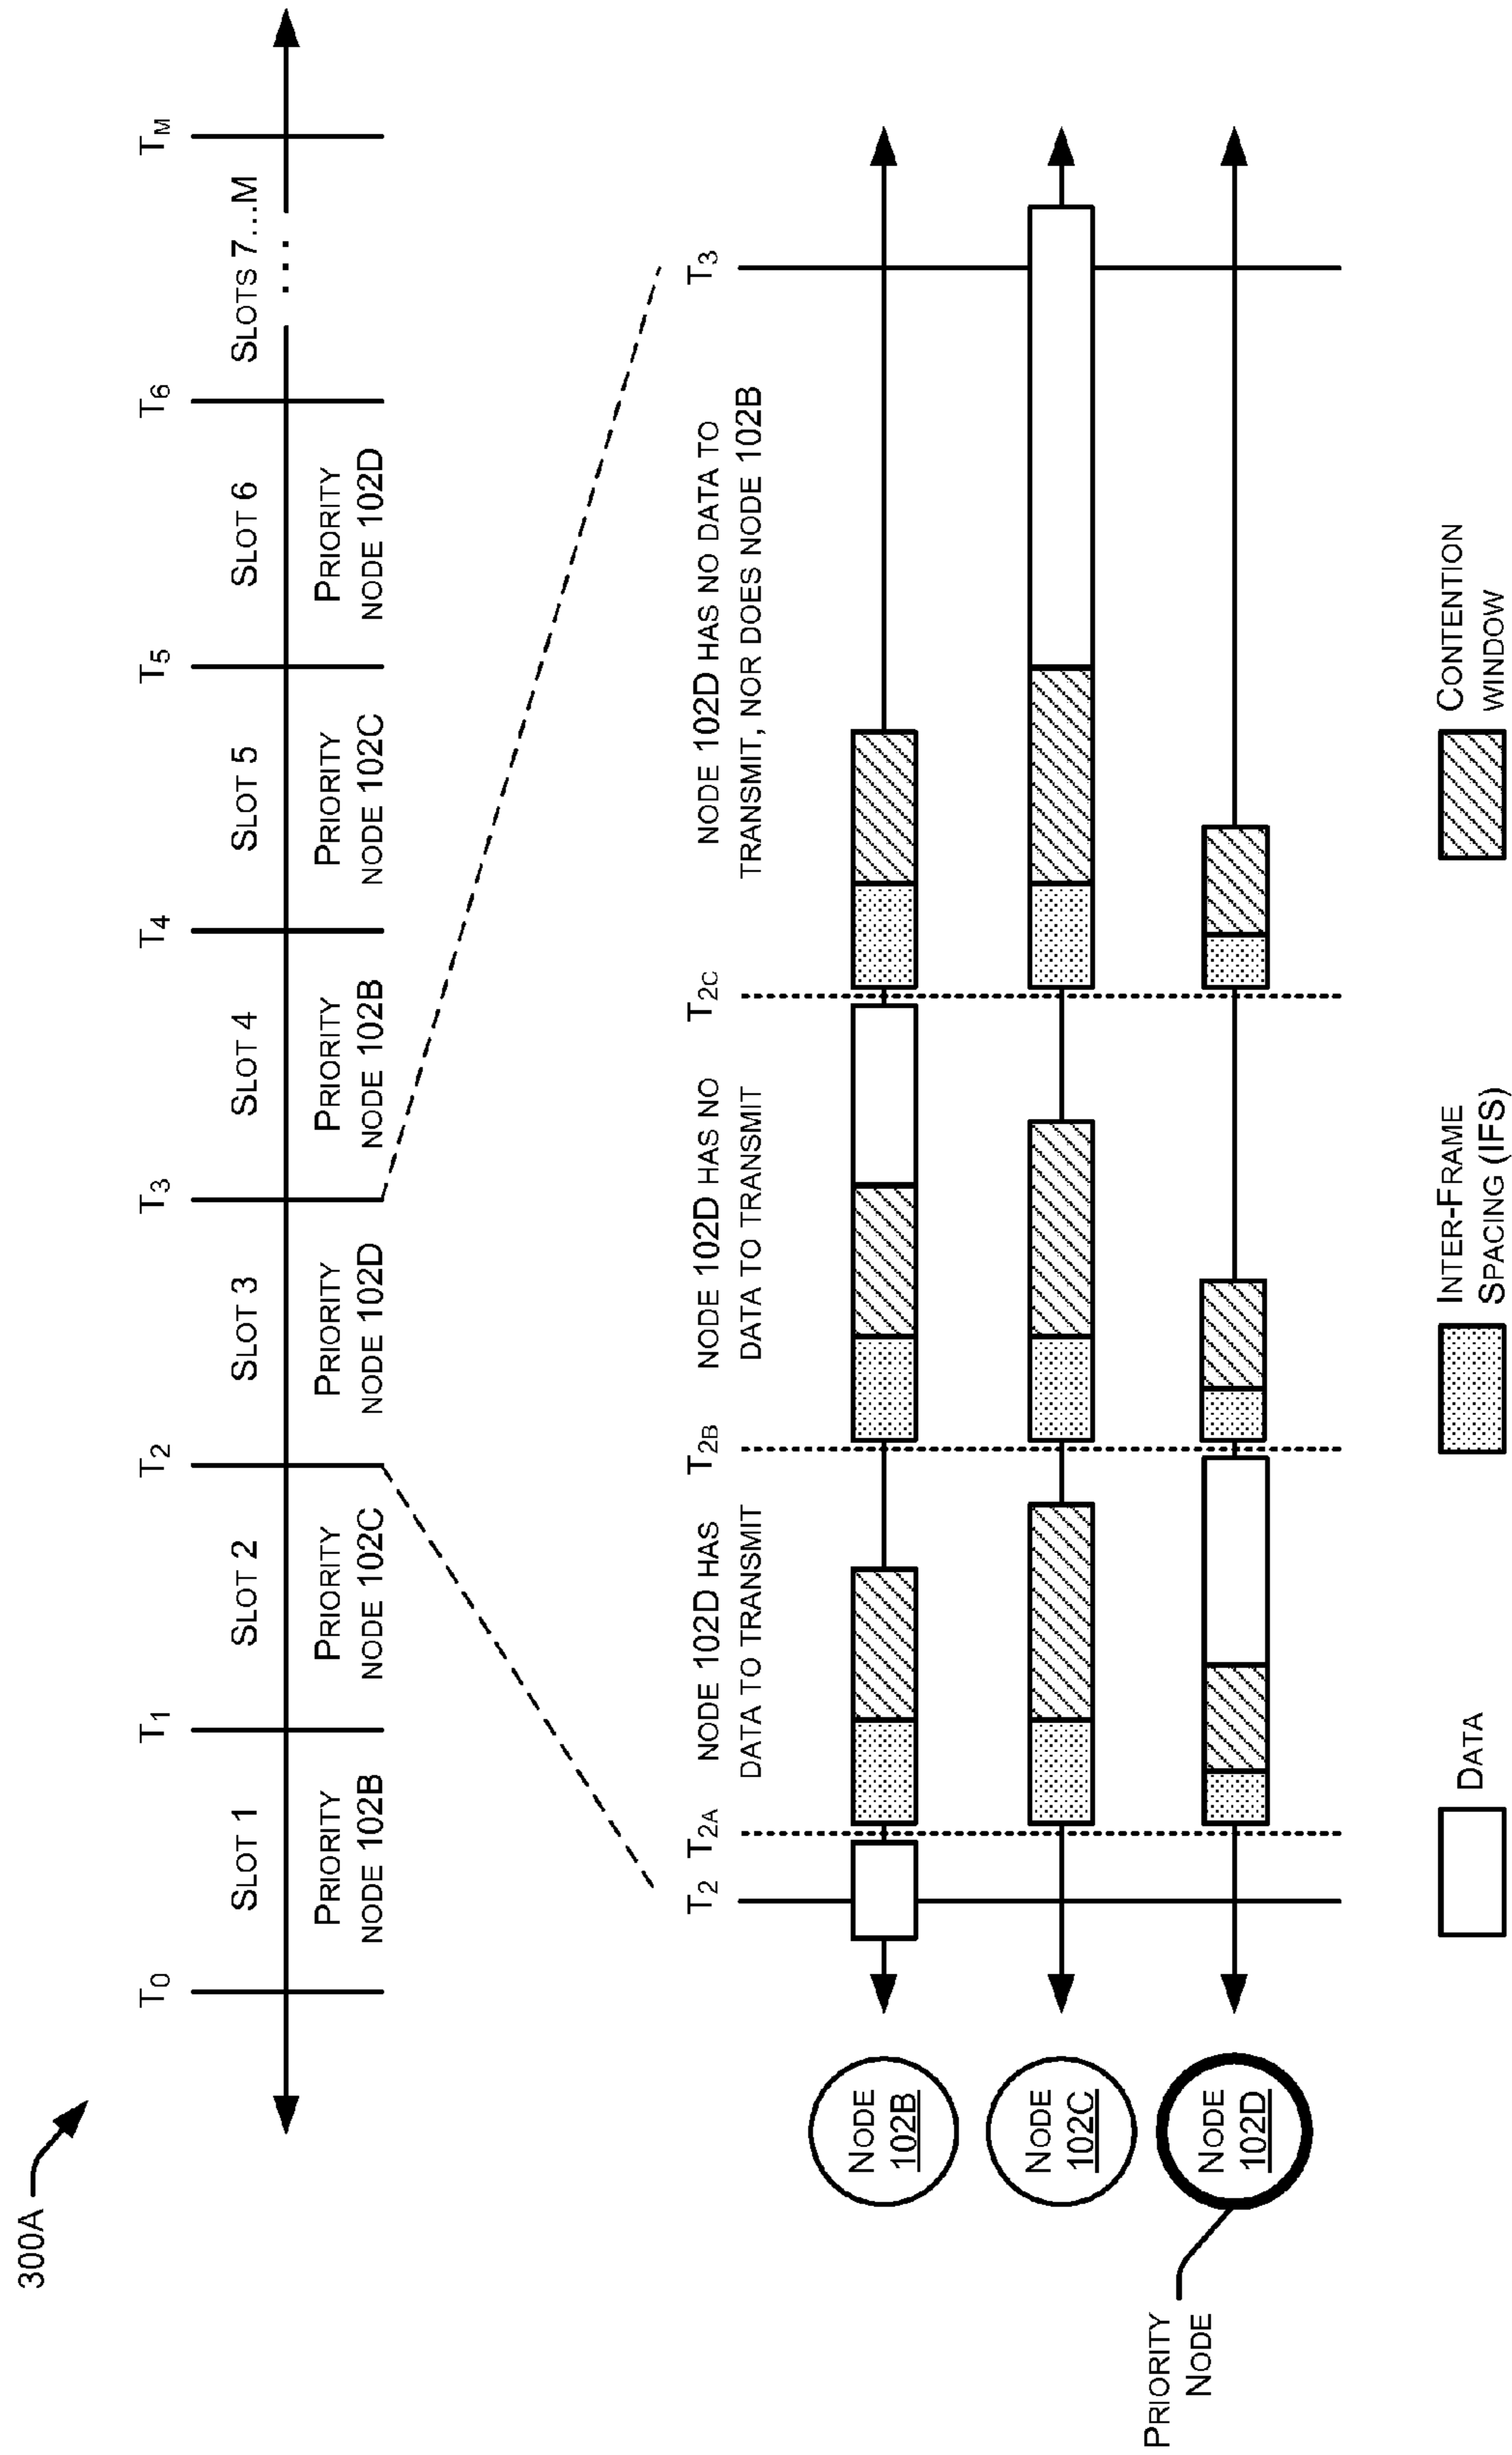 300A
T0
T1
T2
T3
T4
T5
T6
TM
SLOT 1
SLOT 2
SLOT 3
SLOT 4
SLOT 5
SLOT 6
SLOTS 7...M
PRIORITY
NODE 102B
PRIORITY
NODE 102C
PRIORITY
NODE 102D
PRIORITY
NODE 102B
PRIORITY
NODE 102C
PRIORITY
NODE 102D
T2
T2A
NODE 102D HAS
DATA TO TRANSMIT
T2B
NODE 102D HAS NO
DATA TO TRANSMIT
T2C
NODE 102D HAS NO DATA TO
TRANSMIT, NOR DOES NODE 102B
T3
NODE
102B
NODE
102C
NODE
102D
PRIORITY
NODE
DATA
INTER-FRAME
SPACING (IFS)
CONTENTION
WINDOW